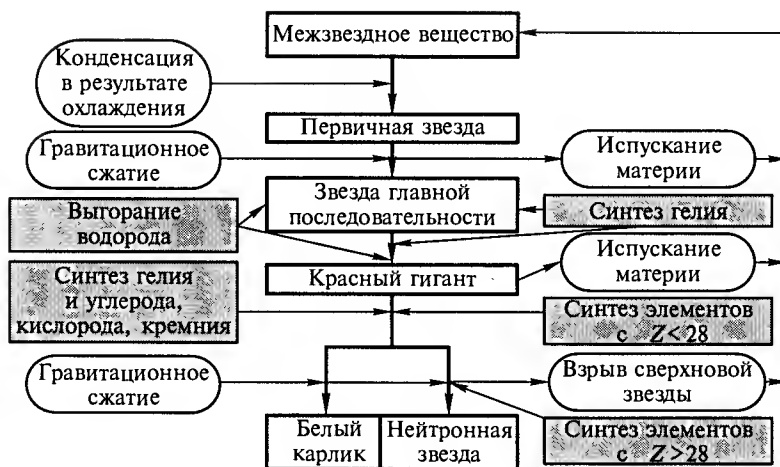 Межзвездное вещество
Конденсация
в результате
охлаждения
Первичная звезда
Гравитационное
сжатие
Испускание
материи
Звезда главной
последовательности
Выгорание
водорода
Синтез гелия
Испускание
материи
Красный гигант
Синтез гелия
и углерода,
кислорода, кремния
Синтез элементов
с Z<28
Гравитационное
сжатие
Взрыв сверхновой
звезды
Белый
карлик
Нейтронная
звезда
Синтез элементов
с Z>28